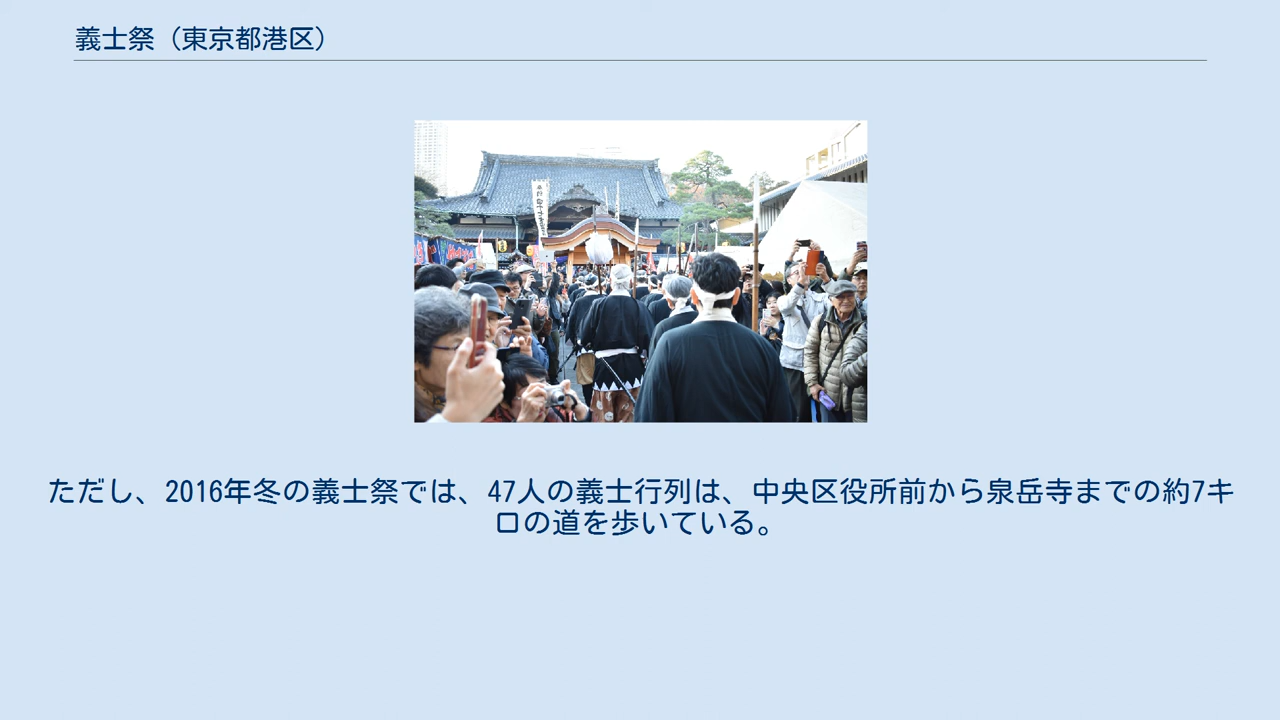 義士祭（東京都港区）
ただし、2016年冬の義士祭では、47人の義士行列は、中央区役所前から泉岳寺までの約7キ
ロの道を歩いている。